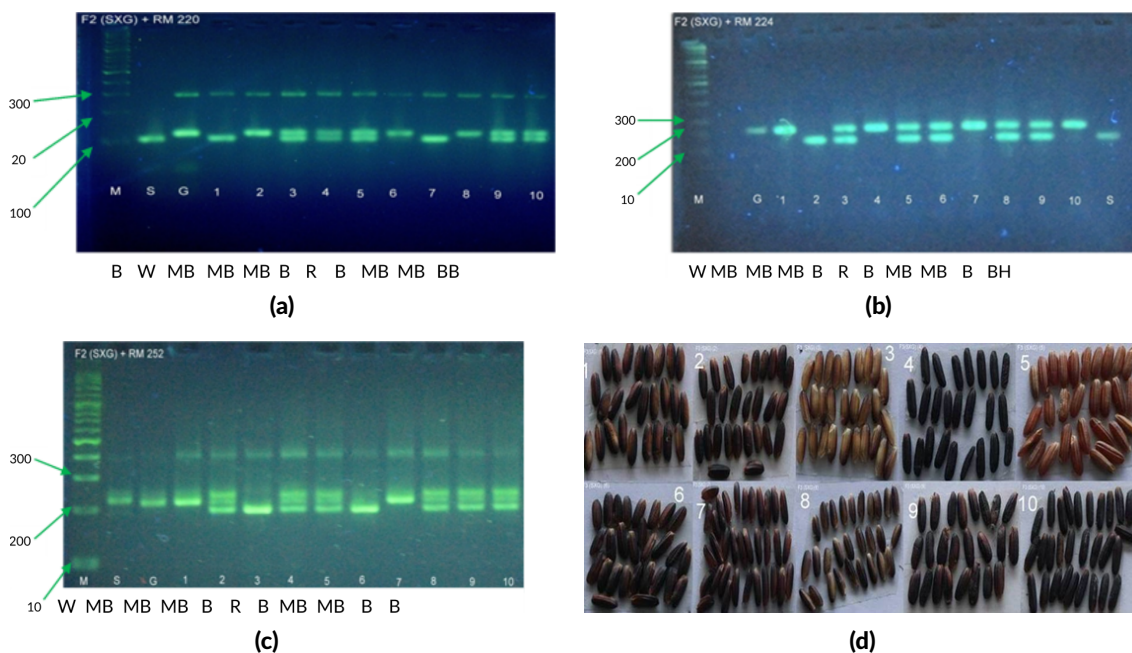 F2 (SXG) + RM 220
300
20
100
M S G 1 2 3 4 5 6 7 8 9 10
B W MB MB MB B R B MB MB BB
(a)
F2 (SXG) + RM 224
300
200
10
M G 1 2 3 4 5 6 7 8 9 10 S
W MB MB MB B R B MB MB B BH
(b)
F2 (SXG) + RM 252
300
200
10
M S G 1 2 3 4 5 6 7 8 9 10
W MB MB MB B R B MB MB B B
(c)
1 2 3 4 5
6 7 8 9 10
(d)